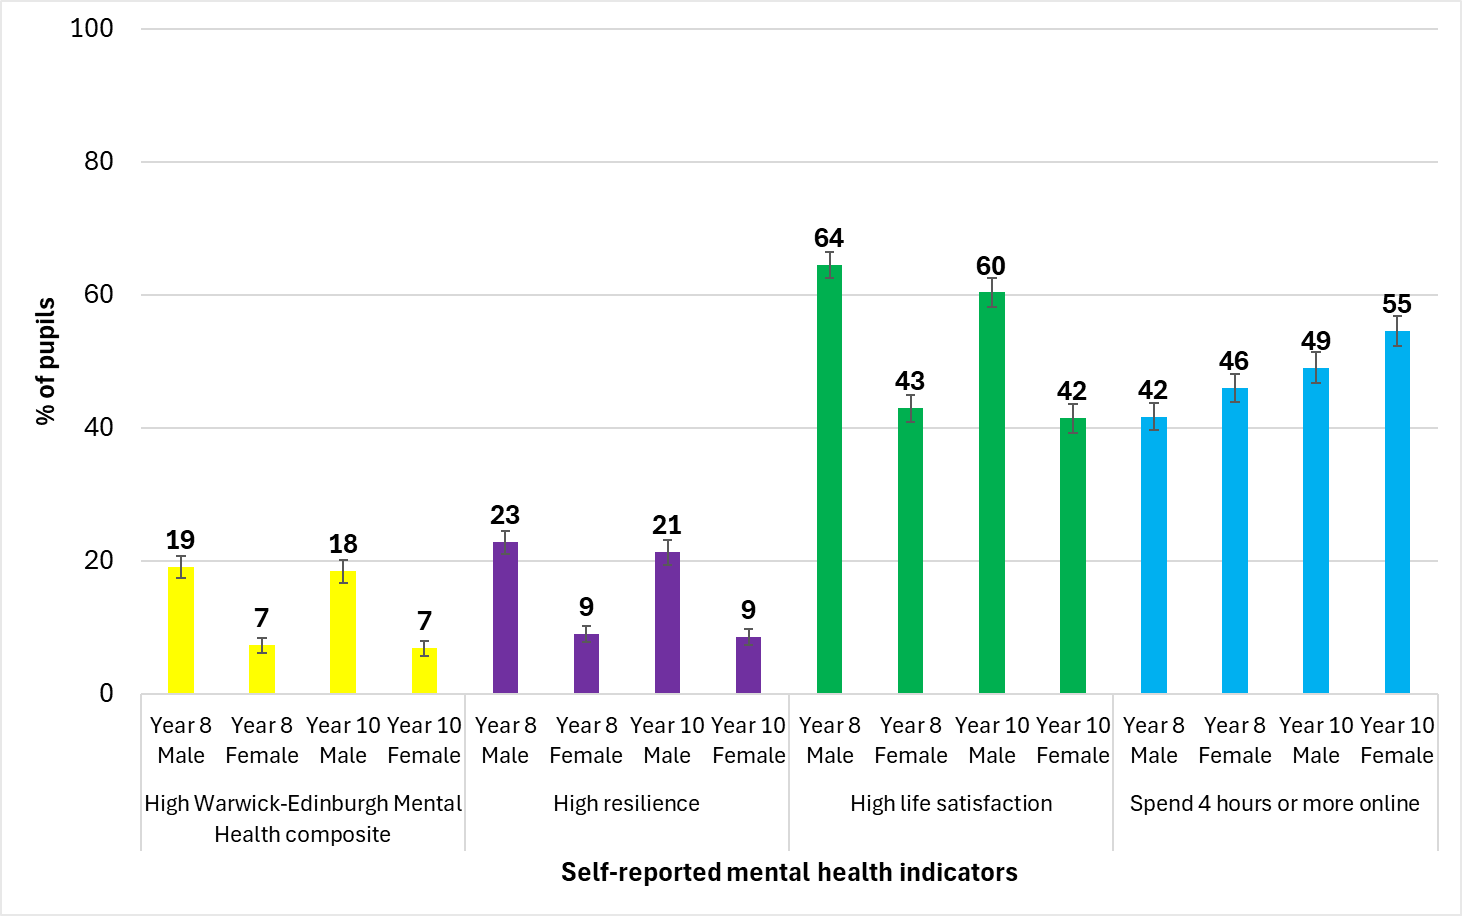 100
80
60
40
20
0
% of pupils
19
7
18
7
23
9
21
9
64
43
60
42
42
46
49
55
Year 8 Year 8 Year 10 Year 10 Year 8 Year 8 Year 10 Year 10 Year 8 Year 8 Year 10 Year 10 Year 8 Year 8 Year 10 Year 10
Male Female Male Female Male Female Male Female Male Female Male Female Male Female Male Female
High Warwick-Edinburgh Mental
Health composite
High resilience
High life satisfaction
Spend 4 hours or more online
Self-reported mental health indicators